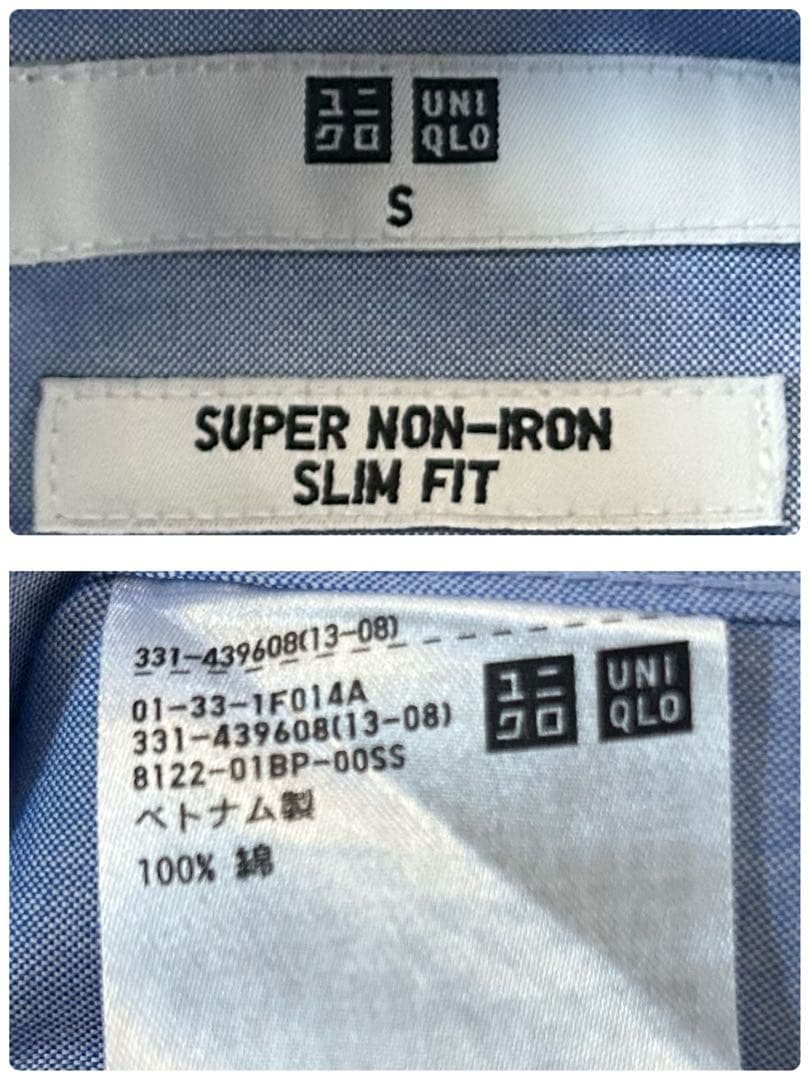 ユニ
クロ
UNI
QLO
S
SUPER NON-IRON
SLIM FIT
331-439608(13-08)
01-33-1F014A
331-439608(13-08)
8122-01BP-00SS
ベトナム製
100% 綿
ユニ
クロ
UNI
QLO